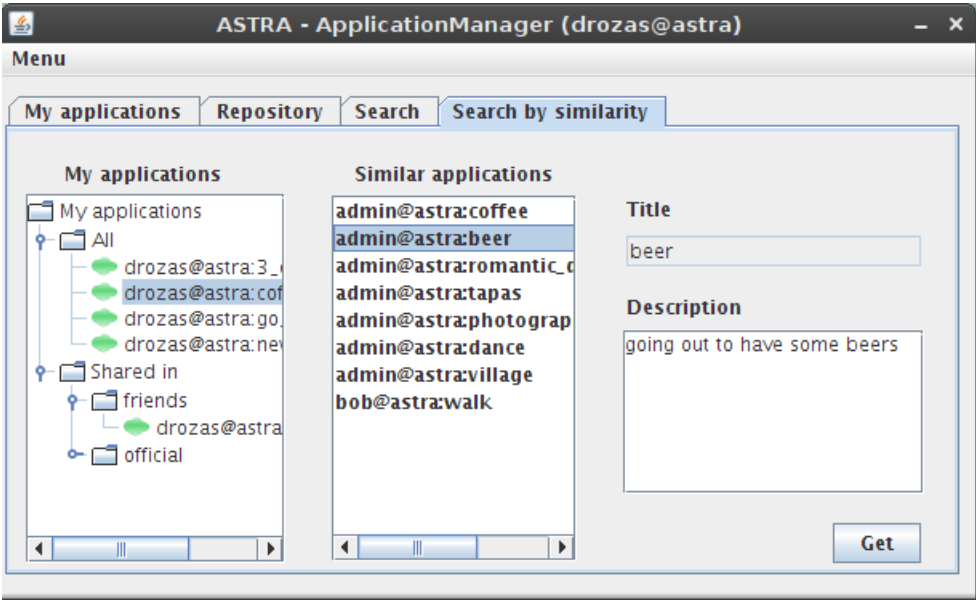 ASTRA - ApplicationManager (drozas@astra)
Menu
My applications
Repository
Search
Search by similarity
My applications
My applications
All
drozas@astra:3_
drozas@astra:cof
drozas@astra:go_
drozas@astra:nev
Shared in
friends
drozas@astra
official
Similar applications
admin@astra:coffee
admin@astra:beer
admin@astra:romantic_d
admin@astra:tapas
admin@astra:photograp
admin@astra:dance
admin@astra:village
bob@astra:walk
Title
beer
Description
going out to have some beers
Get